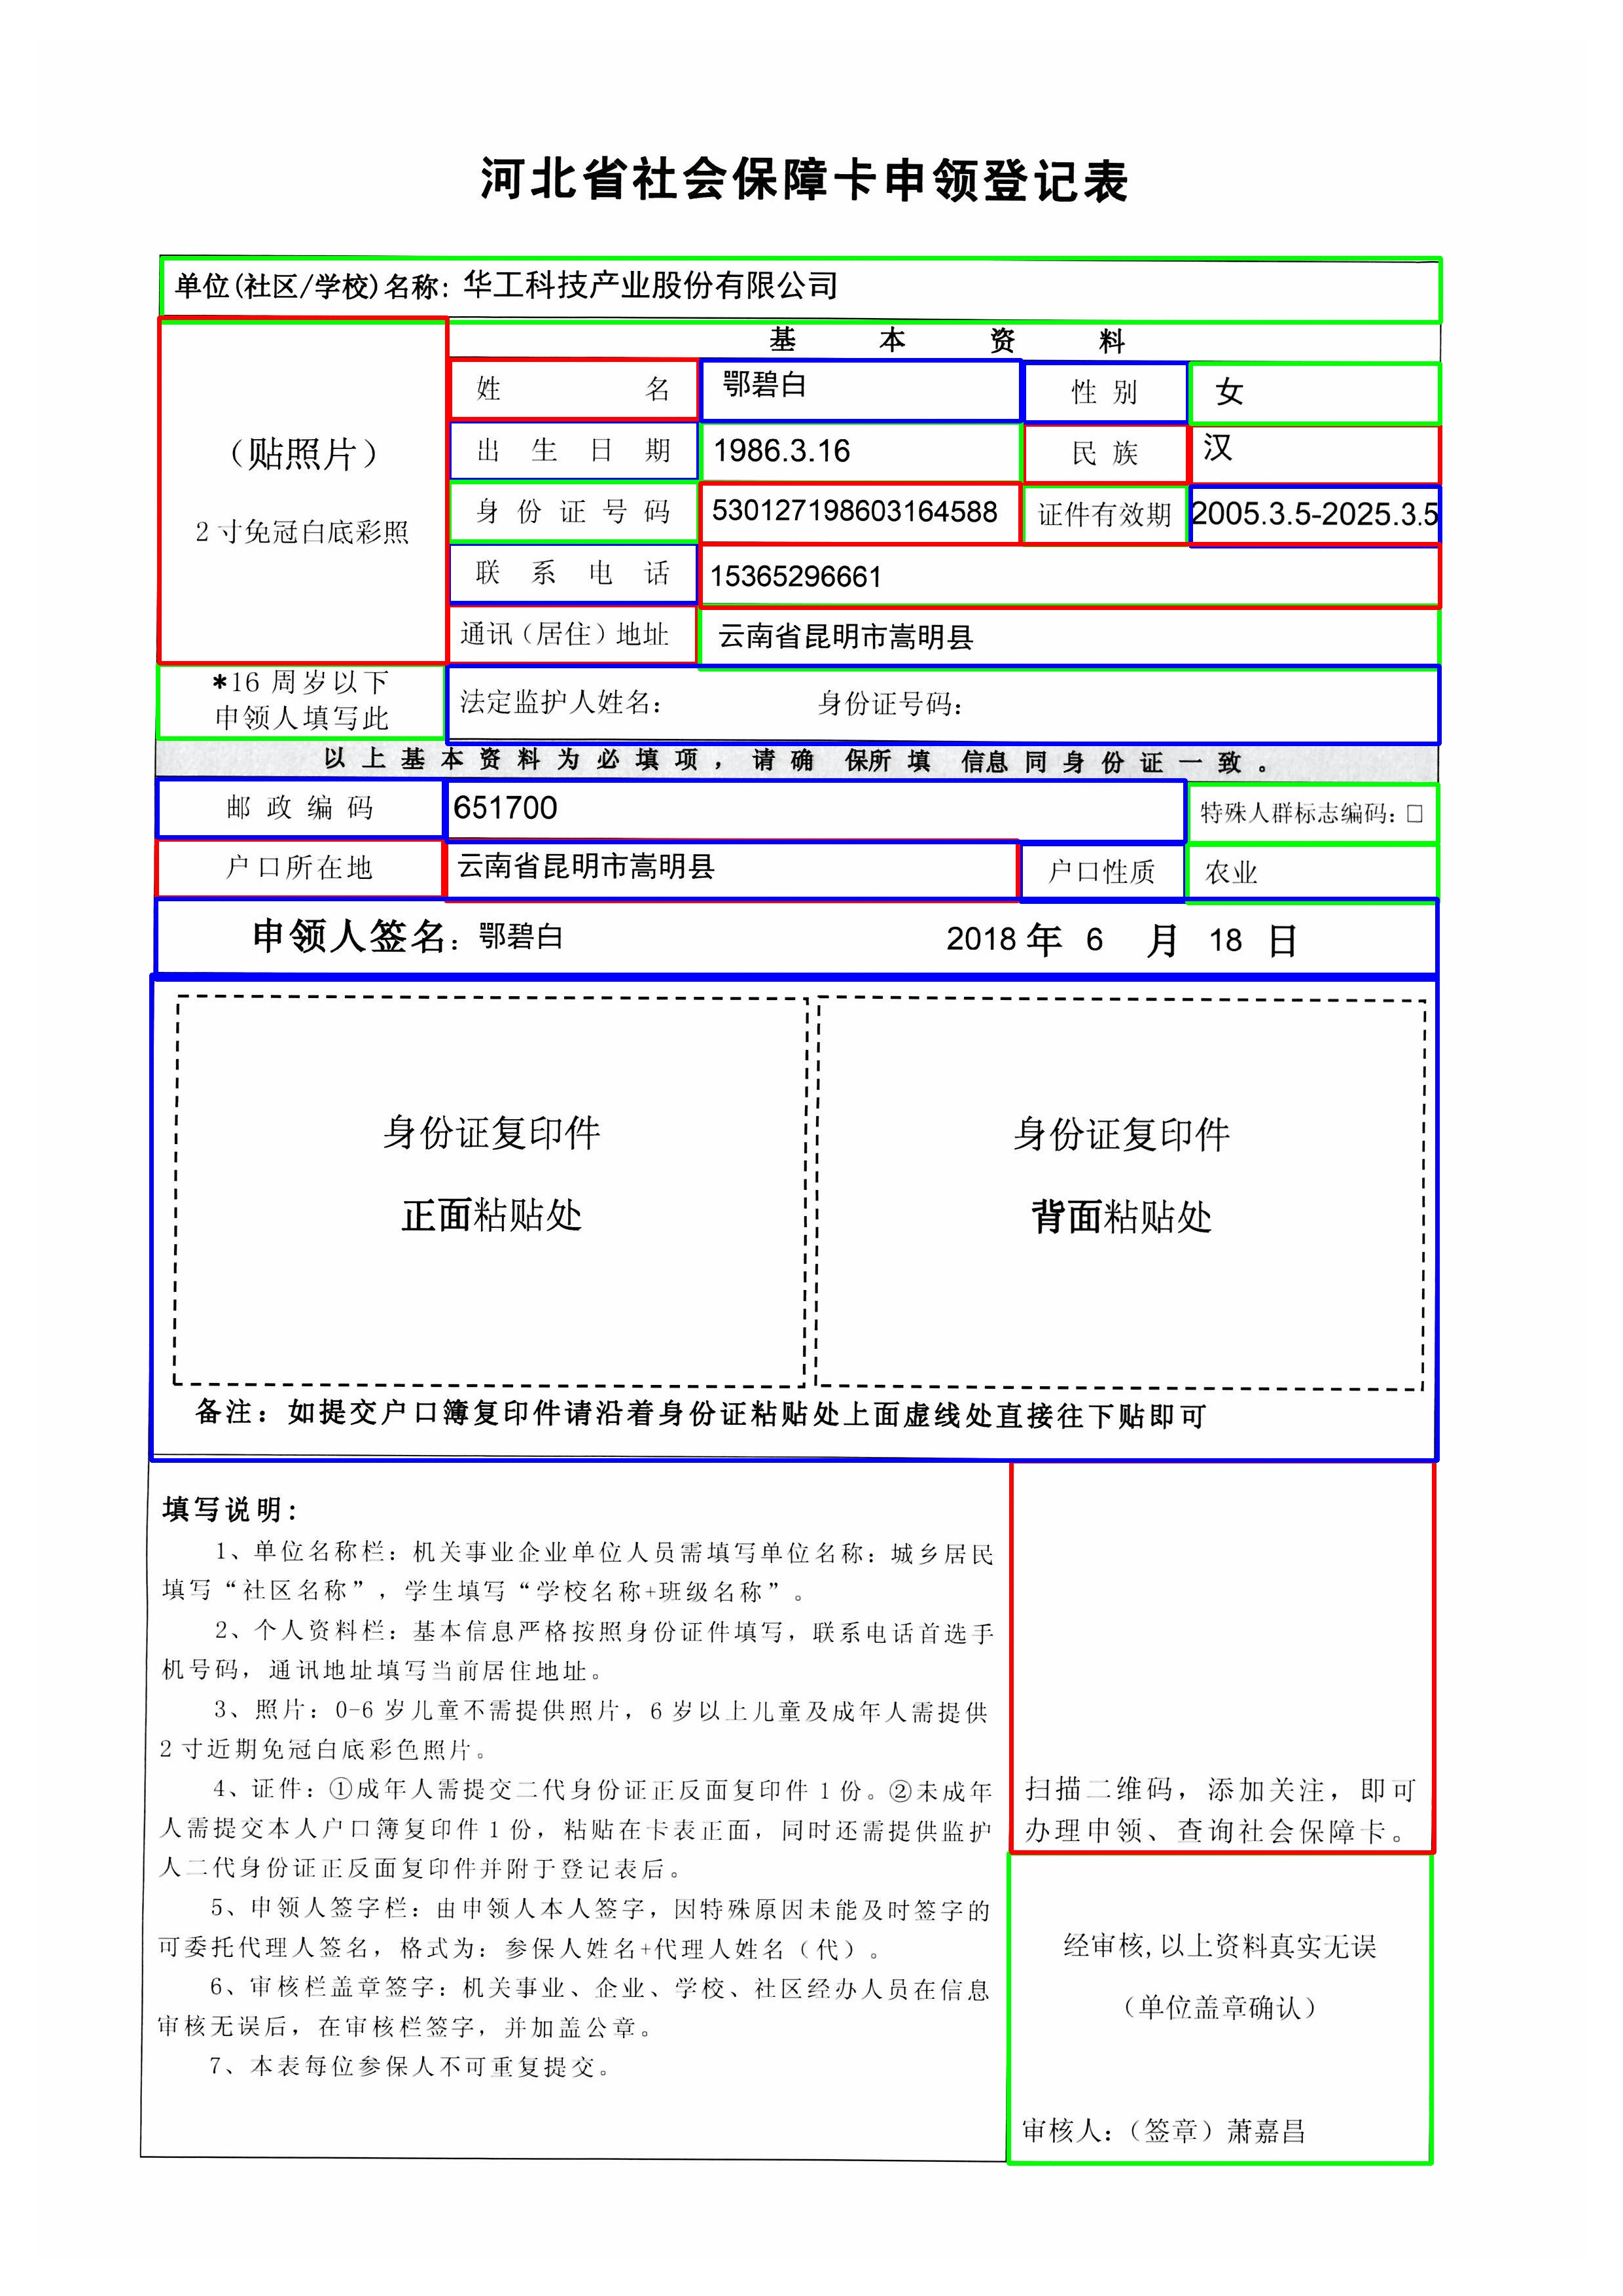 河北省社会保障卡申领登记表
单位(社区/学校)名称: 华工科技产业股份有限公司
基 本 资 料
(贴照片)
2寸免冠白底彩照
姓 名 鄂碧白 性 别 女
出 生 日 期 1986.3.16 民 族 汉
身 份 证 号 码 530127198603164588 证件有效期 2005.3.5-2025.3.5
联 系 电 话 15365296661
通讯(居住)地址 云南省昆明市嵩明县
*16 周岁以下
申领人填写此
法定监护人姓名: 身份证号码:
以上基本资料为必填项，请确保所填信息同身份证一致。
邮 政 编 码 651700 特殊人群标志编码:□
户口所在地 云南省昆明市嵩明县 户口性质 农业
申领人签名: 鄂碧白 2018 年 6 月 18 日
身份证复印件
正面粘贴处
身份证复印件
背面粘贴处
备注: 如提交户口簿复印件请沿着身份证粘贴处上面虚线处直接往下贴即可
填写说明:
1、单位名称栏: 机关事业企业单位人员需填写单位名称: 城乡居民
填写“社区名称”, 学生填写“学校名称+班级名称”。
2、个人资料栏: 基本信息严格按照身份证件填写, 联系电话首选手
机号码, 通讯地址填写当前居住地址。
3、照片: 0-6 岁儿童不需提供照片, 6 岁以上儿童及成年人需提供
2 寸近期免冠白底彩色照片。
4、证件: ①成年人需提交二代身份证正反面复印件 1 份。②未成年
人需提交本人户口簿复印件 1 份, 粘贴在卡表正面, 同时还需提供监护
人二代身份证正反面复印件并附于登记表后。
5、申领人签字栏: 由申领人本人签字, 因特殊原因未能及时签字的
可委托代理人签名, 格式为: 参保人姓名+代理人姓名（代）。
6、审核栏盖章签字: 机关事业、企业、学校、社区经办人员在信息
审核无误后, 在审核栏签字, 并加盖公章。
7、本表每位参保人不可重复提交。
扫描二维码, 添加关注, 即可
办理申领、查询社会保障卡。
经审核, 以上资料真实无误
（单位盖章确认）
审核人:（签章）萧嘉昌